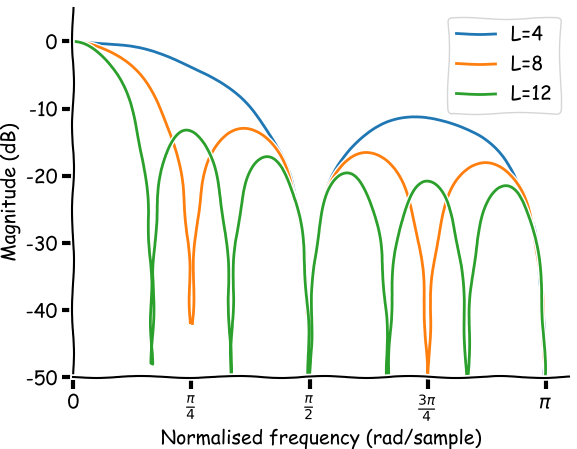 L=4
L=8
L=12
Magnitude (dB)
0
-10
-20
-30
-40
-50
0
π/4
π/2
3π/4
π
Normalised frequency (rad/sample)